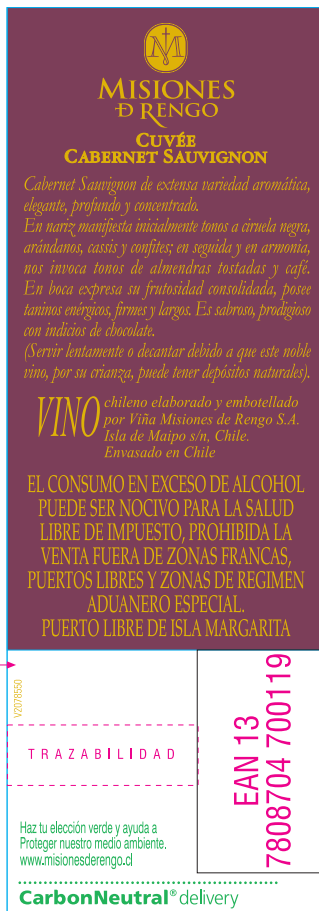 M
MISIONES
D RENGO
CUVÉE
CABERNET SAUVIGNON
Cabernet Sauvignon de extensa variedad aromática,
elegante, profundo y concentrado.
En nariz manifiesta inicialmente tonos a ciruela negra,
arándanos, cassis y confites; en seguida y en armonía,
nos invoca tonos de almendras tostadas y café.
En boca expresa su frutosidad consolidada, posee
taninos enérgicos, firmes y largos. Es sabroso, prodigioso
con indicios de chocolate.
(Servir lentamente o decantar debido a que este noble
vino, por su crianza, puede tener depósitos naturales).
VINO chileno elaborado y embotellado
por Viña Misiones de Rengo S.A.
Isla de Maipo s/n, Chile.
Envasado en Chile
EL CONSUMO EN EXCESO DE ALCOHOL
PUEDE SER NOCIVO PARA LA SALUD
LIBRE DE IMPUESTO, PROHIBIDA LA
VENTA FUERA DE ZONAS FRANCAS,
PUERTOS LIBRES Y ZONAS DE REGIMEN
ADUANERO ESPECIAL.
PUERTO LIBRE DE ISLA MARGARITA
V2078550
TRAZABILIDAD
EAN 13
7808704 700119
Haz tu elección verde y ayuda a
Proteger nuestro medio ambiente.
www.misionesderengo.cl
CarbonNeutral® delivery